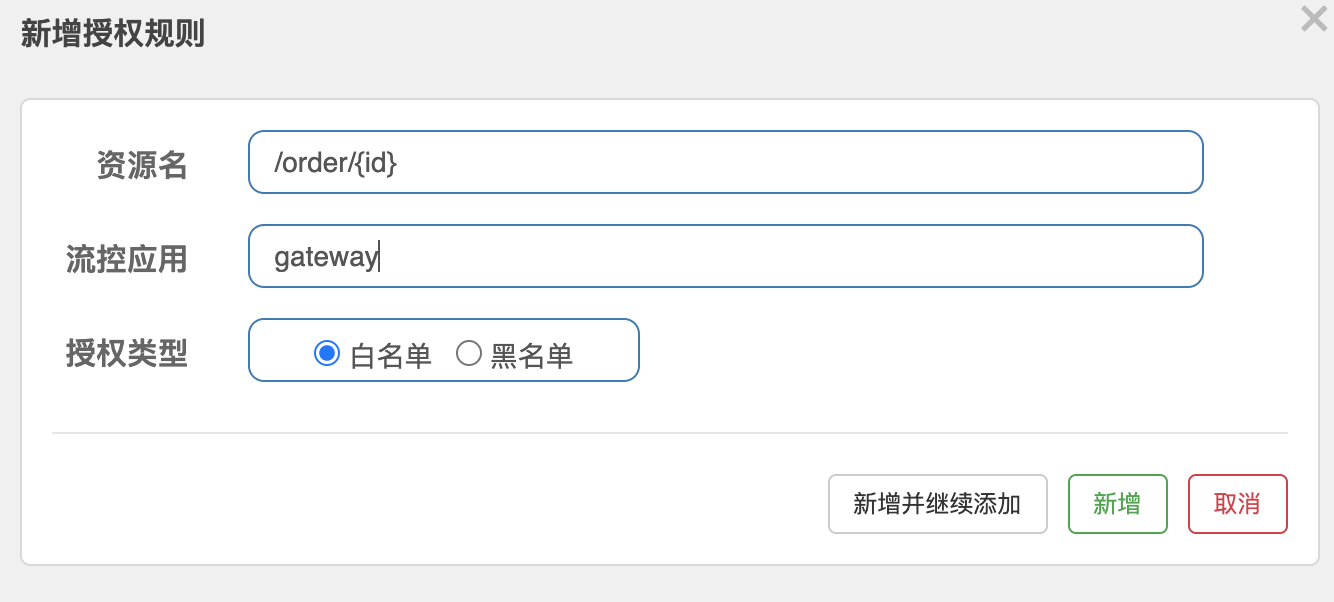 新增授权规则
资源名 /order/{id}
流控应用 gateway
授权类型 白名单 黑名单
新增并继续添加 新增 取消